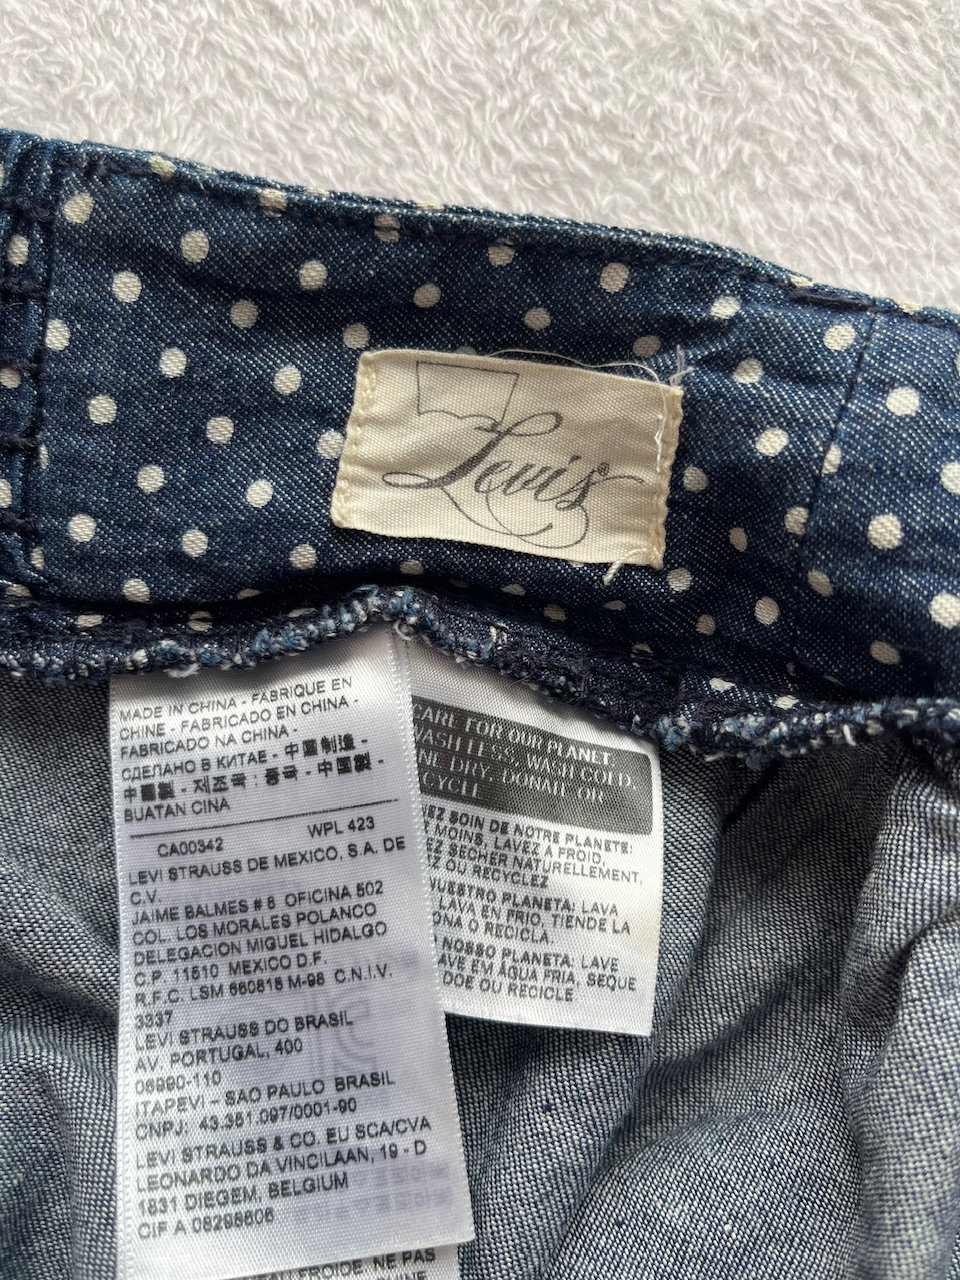 Levi's®
MADE IN CHINA - FABRIQUE EN
CHINE - FABRICADO EN CHINA -
FABRICADO NA CHINA -
СДЕЛАНО В КИТАЕ - 中國制造 -
中國製 - 제조국 : 중국 - 中国製 -
BUATAN CINA
CA00342 WPL 423
LEVI STRAUSS DE MEXICO, S.A. DE
C.V.
JAIME BALMES # 8 OFICINA 502
COL. LOS MORALES POLANCO
DELEGACION MIGUEL HIDALGO
C.P. 11510 MEXICO D.F.
R.F.C. LSM 660818 M-98 C.N.I.V.
3337
LEVI STRAUSS DO BRASIL
AV. PORTUGAL, 400
06690-110
ITAPEVI - SAO PAULO BRASIL
CNPJ: 43.351.097/0001-90
LEVI STRAUSS & CO. EU SCA/CVA
LEONARDO DA VINCILAAN, 19 - D
1831 DIEGEM, BELGIUM
CIF A 08298606
FROIDE. NE PAS
CARE FOR OUR PLANET
WASH LESS, WASH COLD,
LINE DRY, DONATE OR
RECYCLE
EZ SOIN DE NOTRE PLANETE:
MOINS, LAVEZ A FROID,
EZ SECHER NATURELLEMENT,
Z OU RECYCLEZ
NUESTRO PLANETA: LAVA
LAVA EN FRIO, TIENDE LA
ONA O RECICLA.
NOSSO PLANETA: LAVE
AVE EM ÁGUA FRIA, SEQUE
DOE OU RECICLE